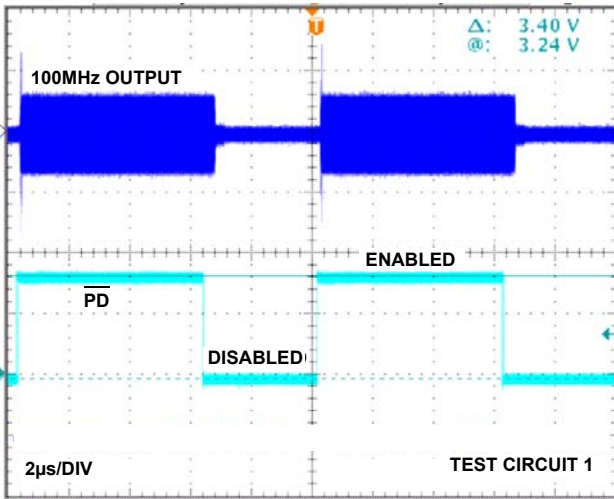 T
Δ: 3.40 V
@: 3.24 V
100MHz OUTPUT
ENABLED
PD
DISABLED
2µs/DIV
TEST CIRCUIT 1